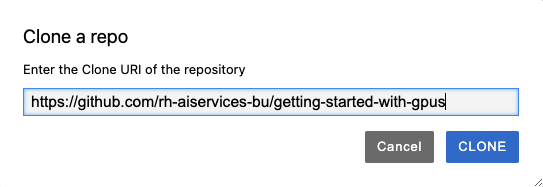 Clone a repo
Enter the Clone URI of the repository
https://github.com/rh-aiservices-bu/getting-started-with-gpus
Cancel
CLONE